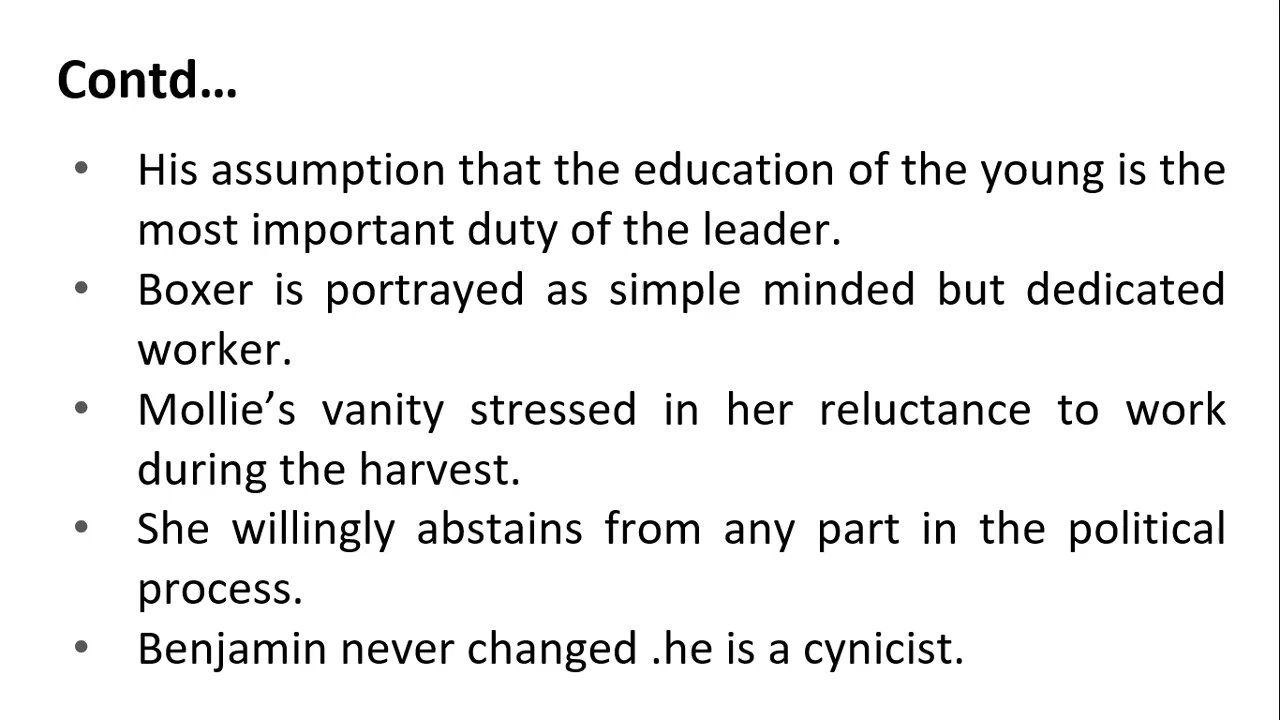 Contd...
• His assumption that the education of the young is the
most important duty of the leader.
• Boxer is portrayed as simple minded but dedicated
worker.
• Mollie’s vanity stressed in her reluctance to work
during the harvest.
• She willingly abstains from any part in the political
process.
• Benjamin never changed .he is a cynicist.